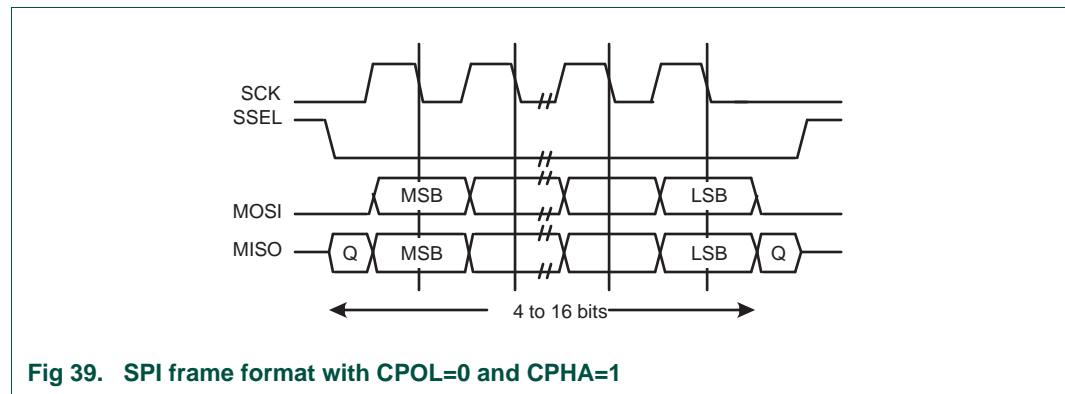 SCK
SSEL
MOSI MSB LSB
MISO Q MSB LSB Q
4 to 16 bits
Fig 39. SPI frame format with CPOL=0 and CPHA=1